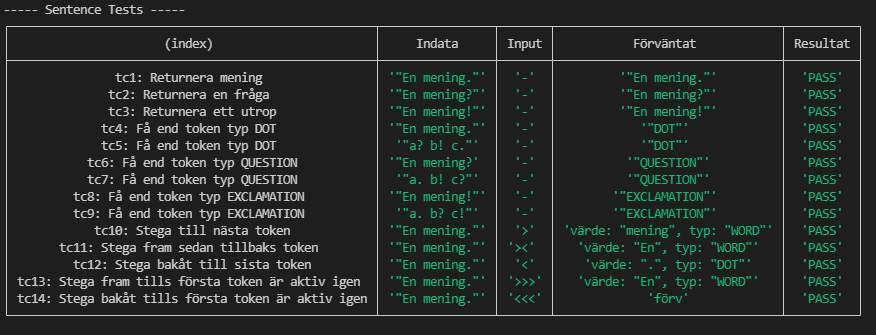 ----- Sentence Tests -----
(index) Indata Input Förväntat Resultat
tc1: Returnera mening '"En mening."' '-' '"En mening."' 'PASS'
tc2: Returnera en fråga '"En mening?"' '-' '"En mening?"' 'PASS'
tc3: Returnera ett utrop '"En mening!"' '-' '"En mening!"' 'PASS'
tc4: Få end token typ DOT '"En mening."' '-' '"DOT"' 'PASS'
tc5: Få end token typ DOT '"a? b! c."' '-' '"DOT"' 'PASS'
tc6: Få end token typ QUESTION '"En mening?' '-' '"QUESTION"' 'PASS'
tc7: Få end token typ QUESTION '"a. b! c?"' '-' '"QUESTION"' 'PASS'
tc8: Få end token typ EXCLAMATION '"En mening!"' '-' '"EXCLAMATION"' 'PASS'
tc9: Få end token typ EXCLAMATION '"a. b? c!"' '-' '"EXCLAMATION"' 'PASS'
tc10: Stega till nästa token '"En mening."' '>' 'värde: "mening", typ: "WORD"' 'PASS'
tc11: Stega fram sedan tillbaks token '"En mening."' '><' 'värde: "En", typ: "WORD"' 'PASS'
tc12: Stega bakåt till sista token '"En mening."' '<' 'värde: ".", typ: "DOT"' 'PASS'
tc13: Stega fram tills första token är aktiv igen '"En mening."' '>>>' 'värde: "En", typ: "WORD"' 'PASS'
tc14: Stega bakåt tills första token är aktiv igen '"En mening."' '<<<' 'förv' 'PASS'